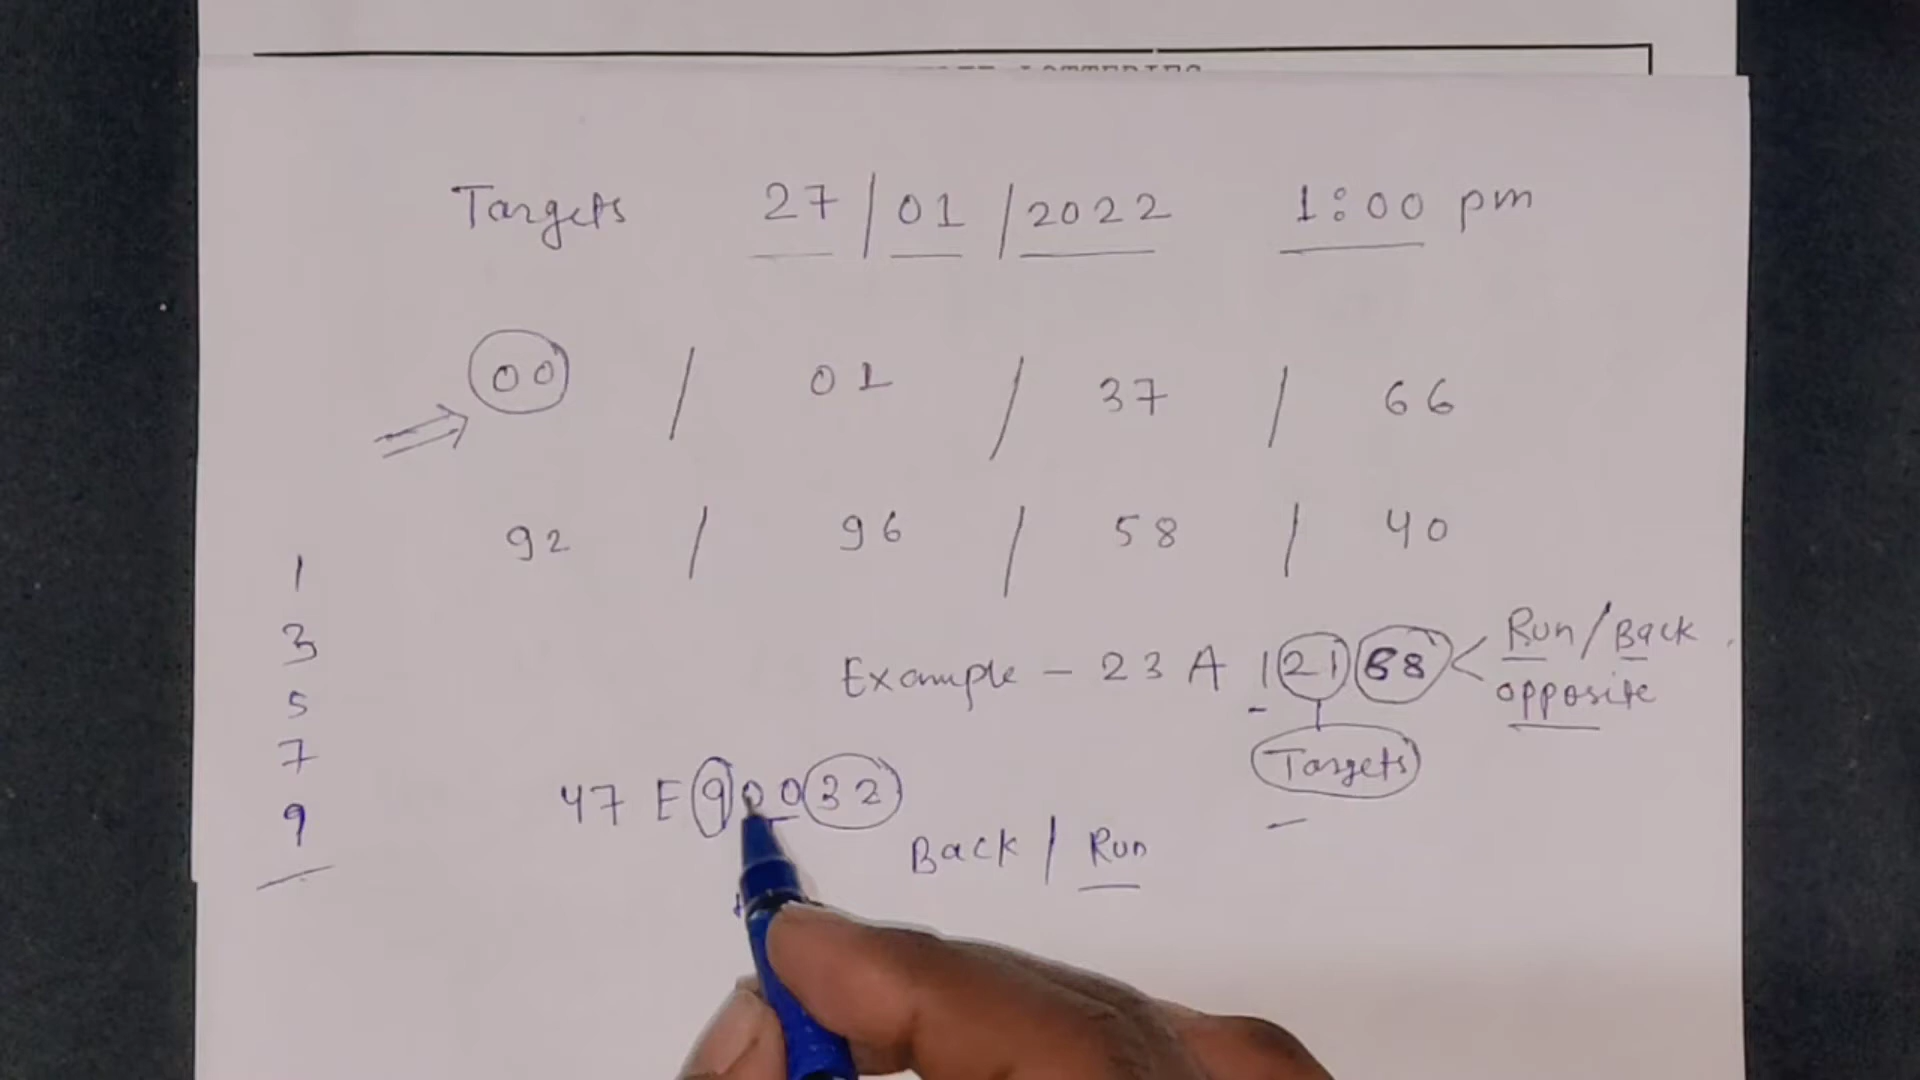 Targets 27/01/2022 1:00 pm
00 / 01 / 37 / 66
92 / 96 / 58 / 40
1
3
5
7
9
Example - 23 A 12158 < Run/Back
opposite
Targets
47 E 90032
Back / Run